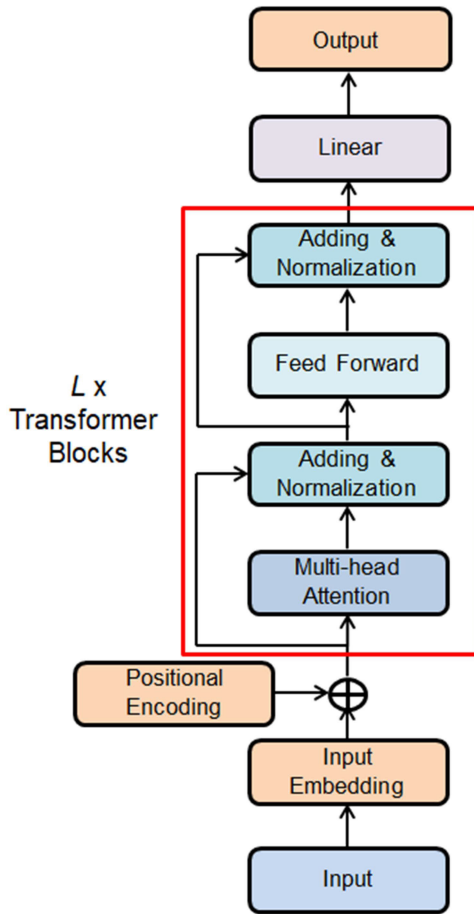 Output
Linear
Adding &
Normalization
Feed Forward
L x
Transformer
Blocks
Adding &
Normalization
Multi-head
Attention
Positional
Encoding
Input
Embedding
Input